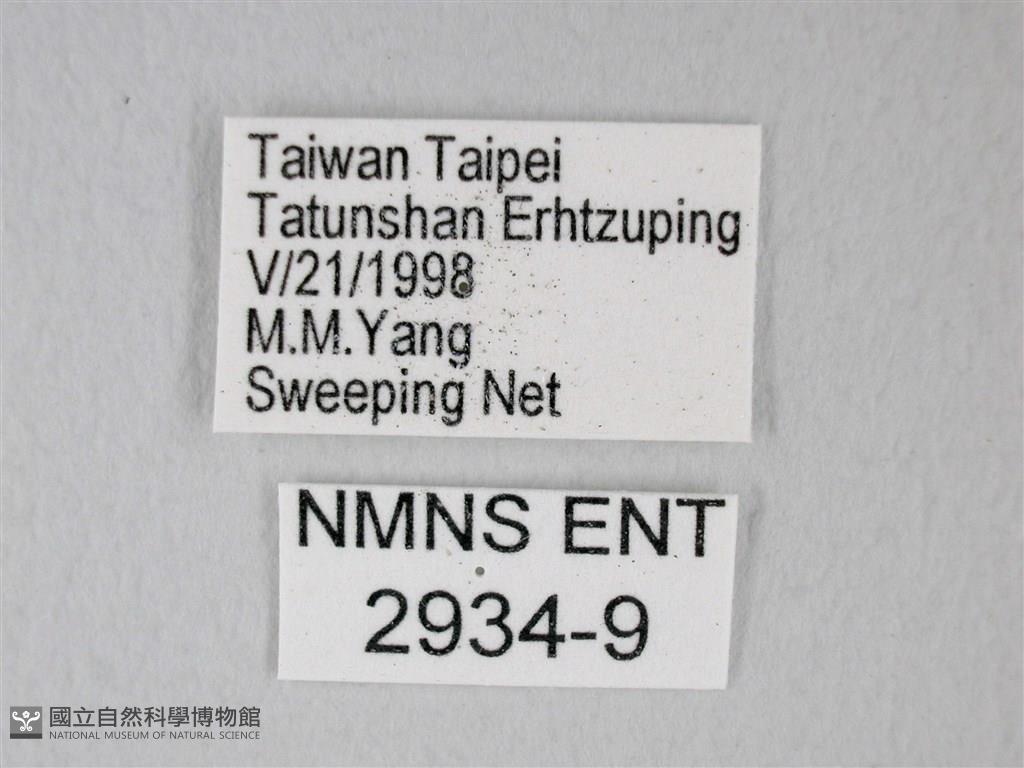 Taiwan Taipei
Tatunshan Erhtzuping
V/21/1998
M.M.Yang
Sweeping Net
NMNS ENT
2934-9
國立自然科學博物館
NATIONAL MUSEUM OF NATURAL SCIENCE